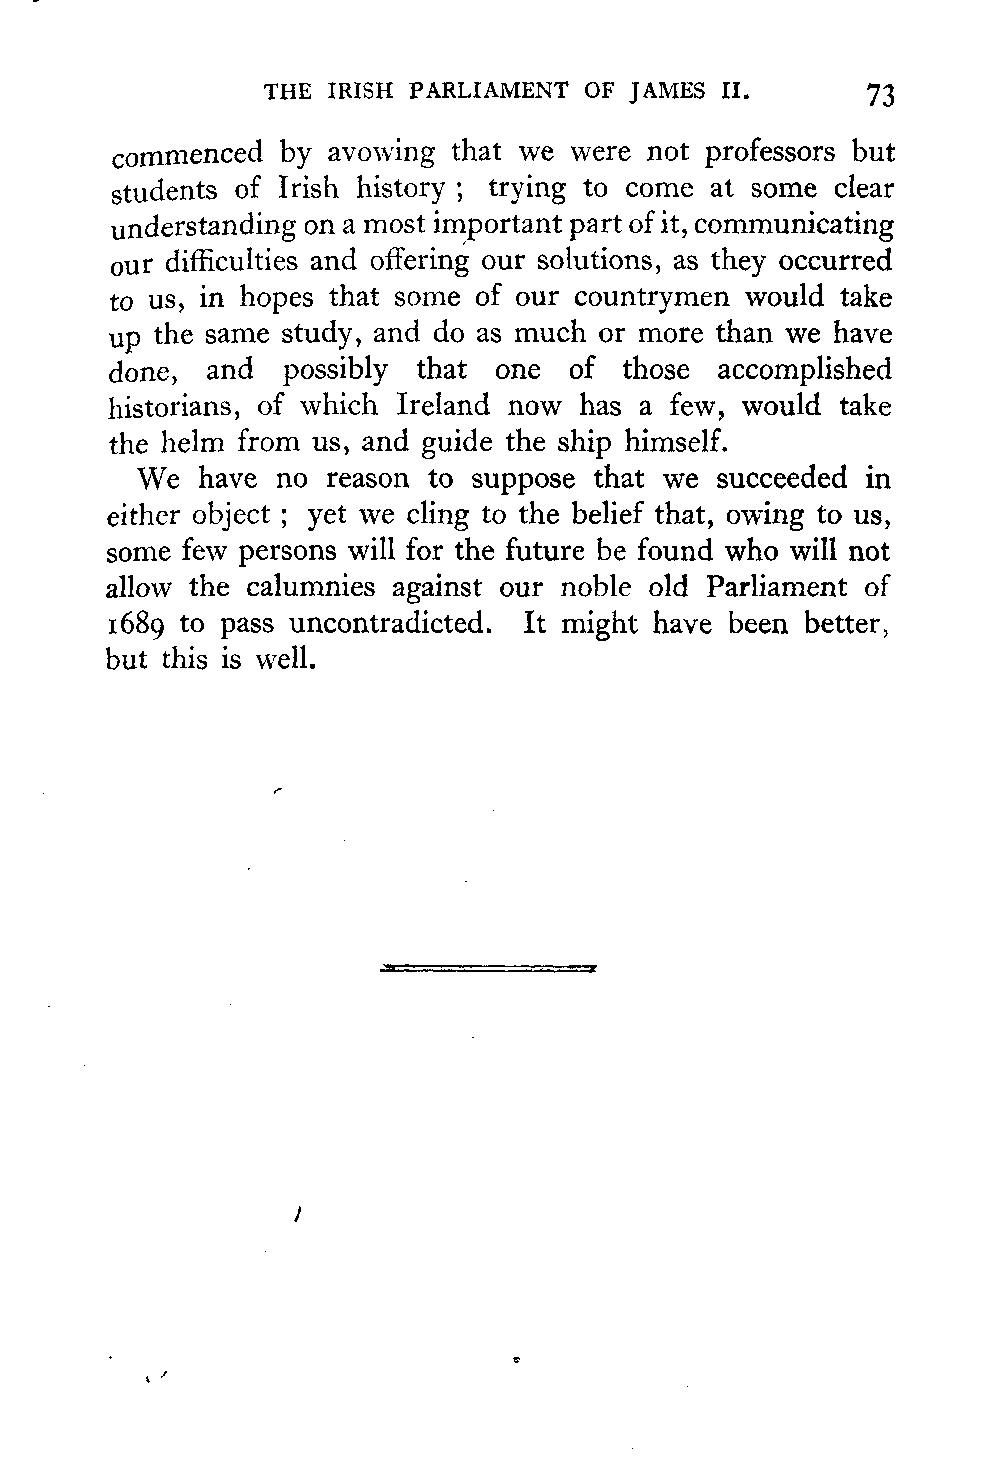 THE IRISH PARLIAMENT OF JAMES II. 73
commenced by avowing that we were not professors but
students of Irish history ; trying to come at some clear
understanding on a most important part of it, communicating
our difficulties and offering our solutions, as they occurred
to us, in hopes that some of our countrymen would take
up the same study, and do as much or more than we have
done, and possibly that one of those accomplished
historians, of which Ireland now has a few, would take
the helm from us, and guide the ship himself.
We have no reason to suppose that we succeeded in
either object ; yet we cling to the belief that, owing to us,
some few persons will for the future be found who will not
allow the calumnies against our noble old Parliament of
1689 to pass uncontradicted. It might have been better,
but this is well.